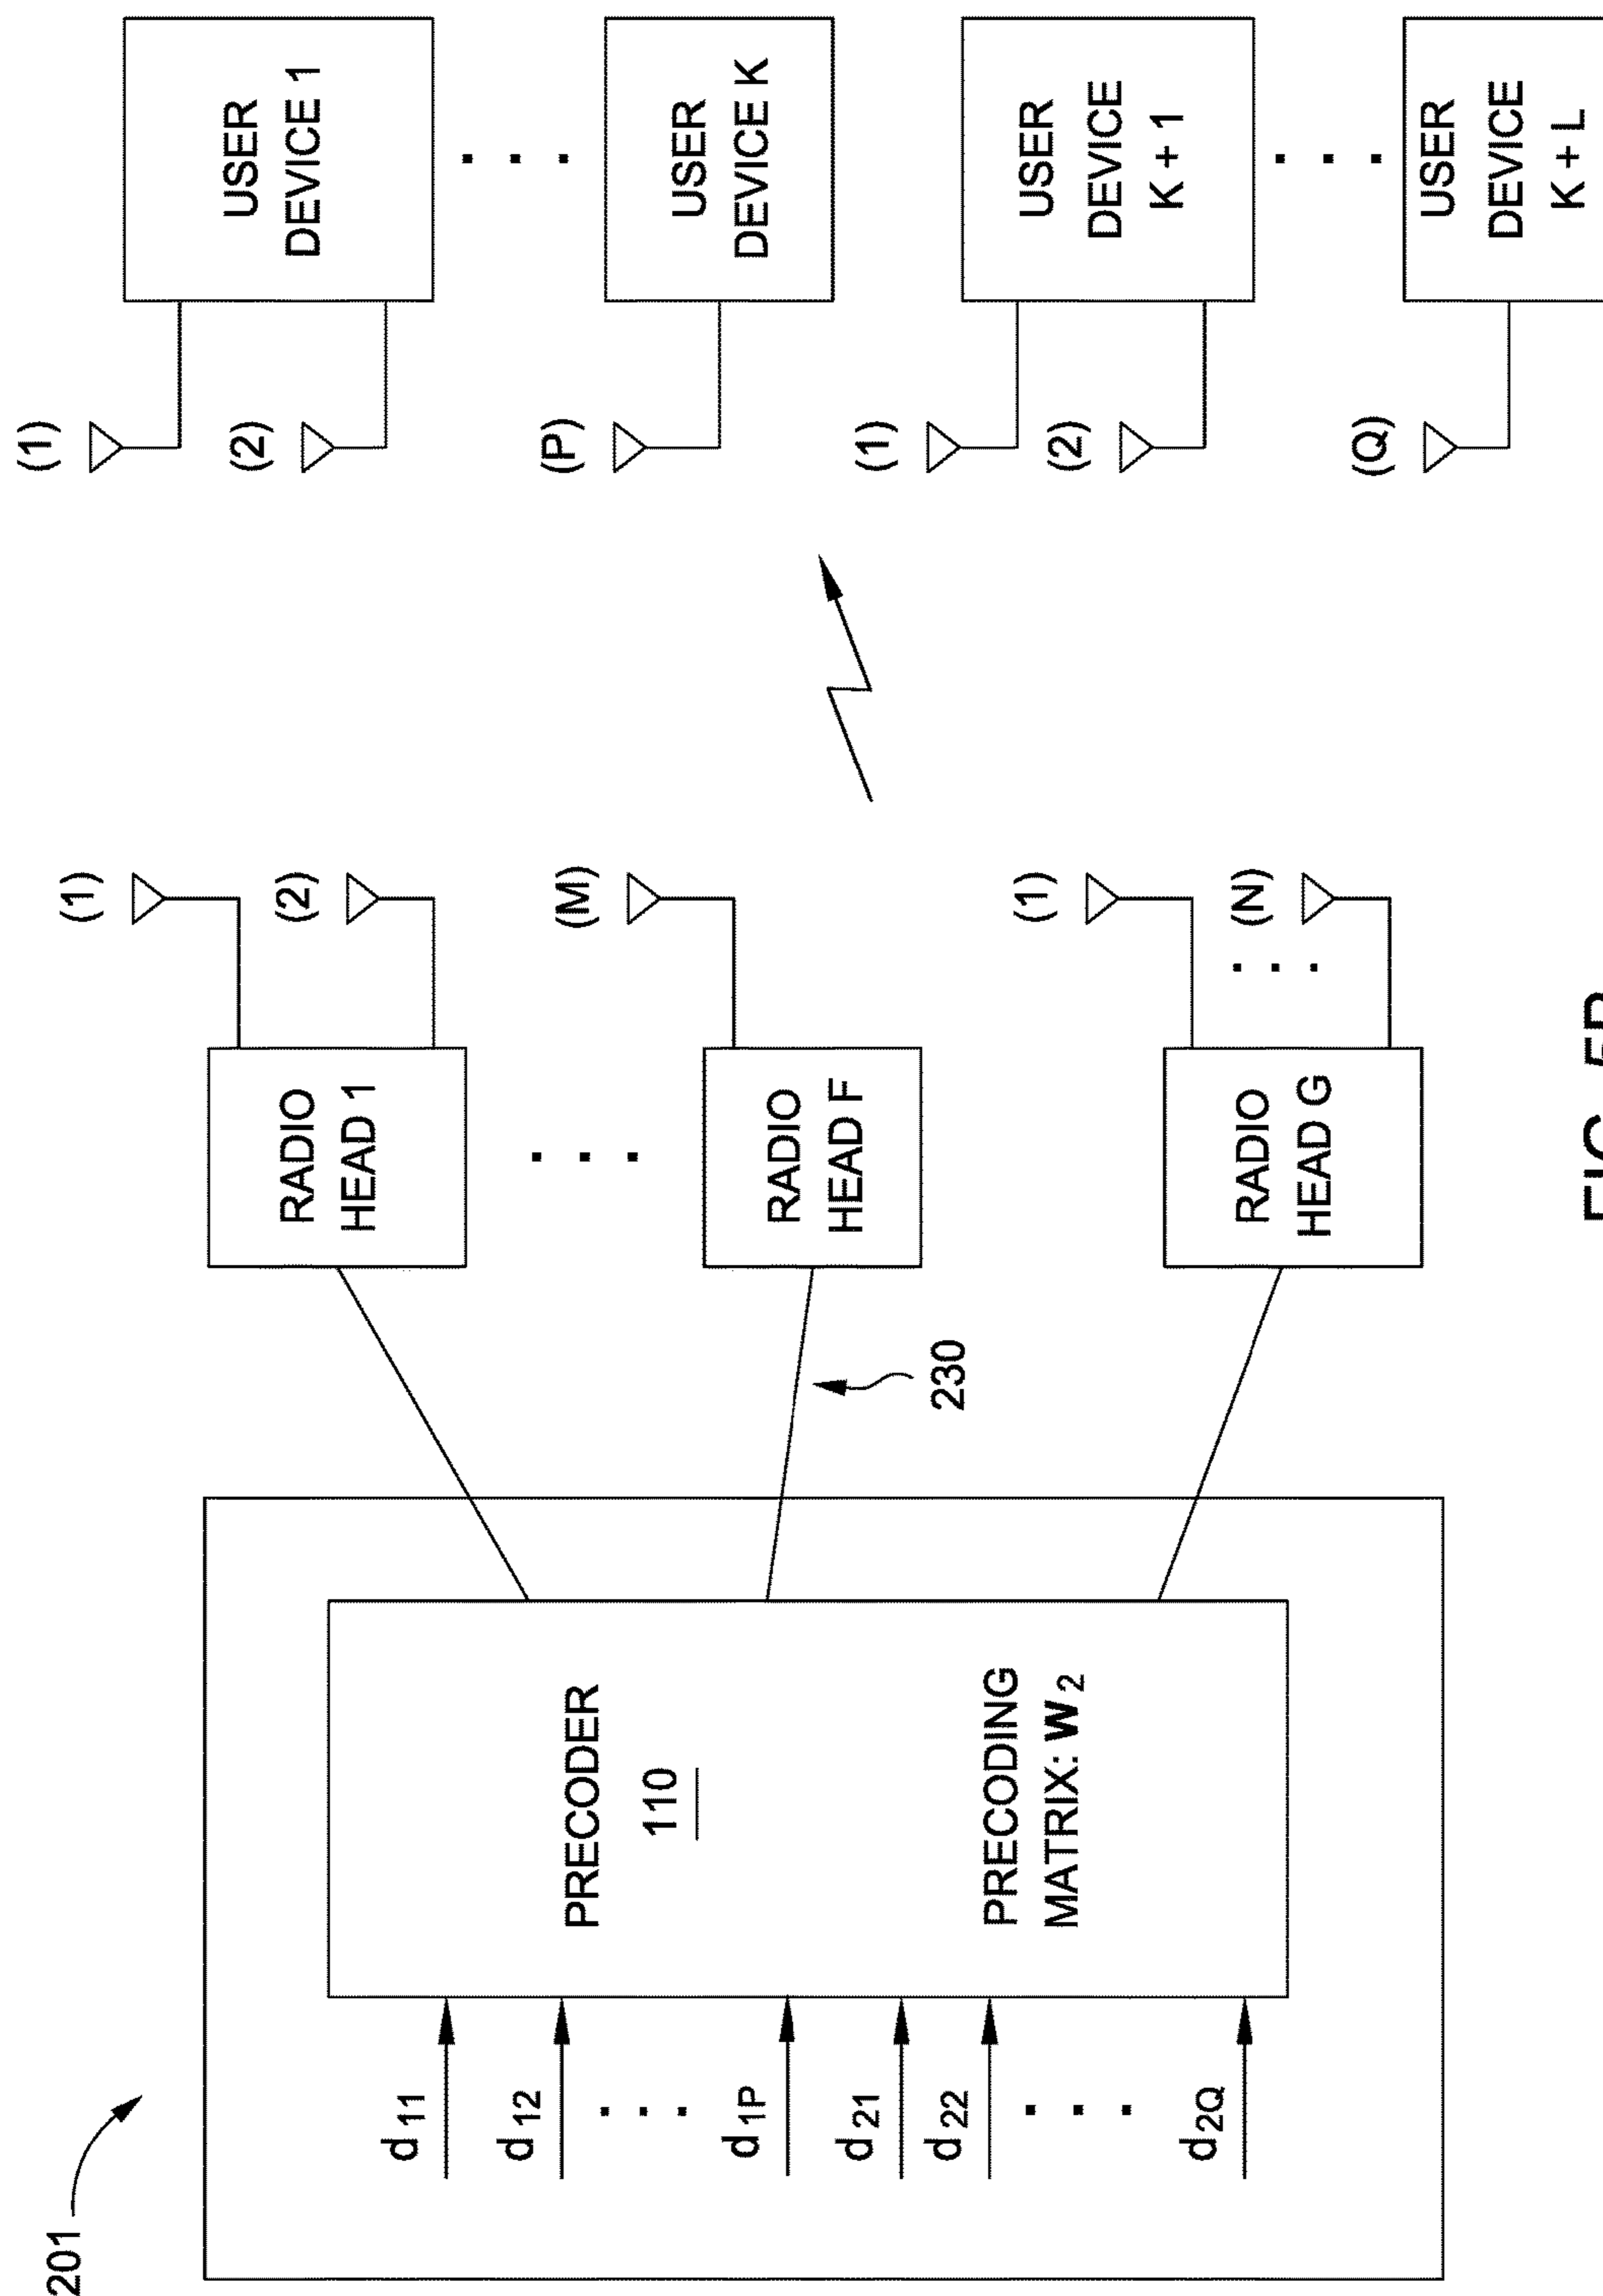 201
d11
d12
d1P
d21
d22
d2Q
PRECODER
110
PRECODING
MATRIX: W2
230
RADIO
HEAD 1
RADIO
HEAD F
RADIO
HEAD G
(1)
(2)
(M)
(1)
(N)
(1)
(2)
(P)
(1)
(2)
(Q)
USER
DEVICE 1
USER
DEVICE K
USER
DEVICE
K + 1
USER
DEVICE
K + L